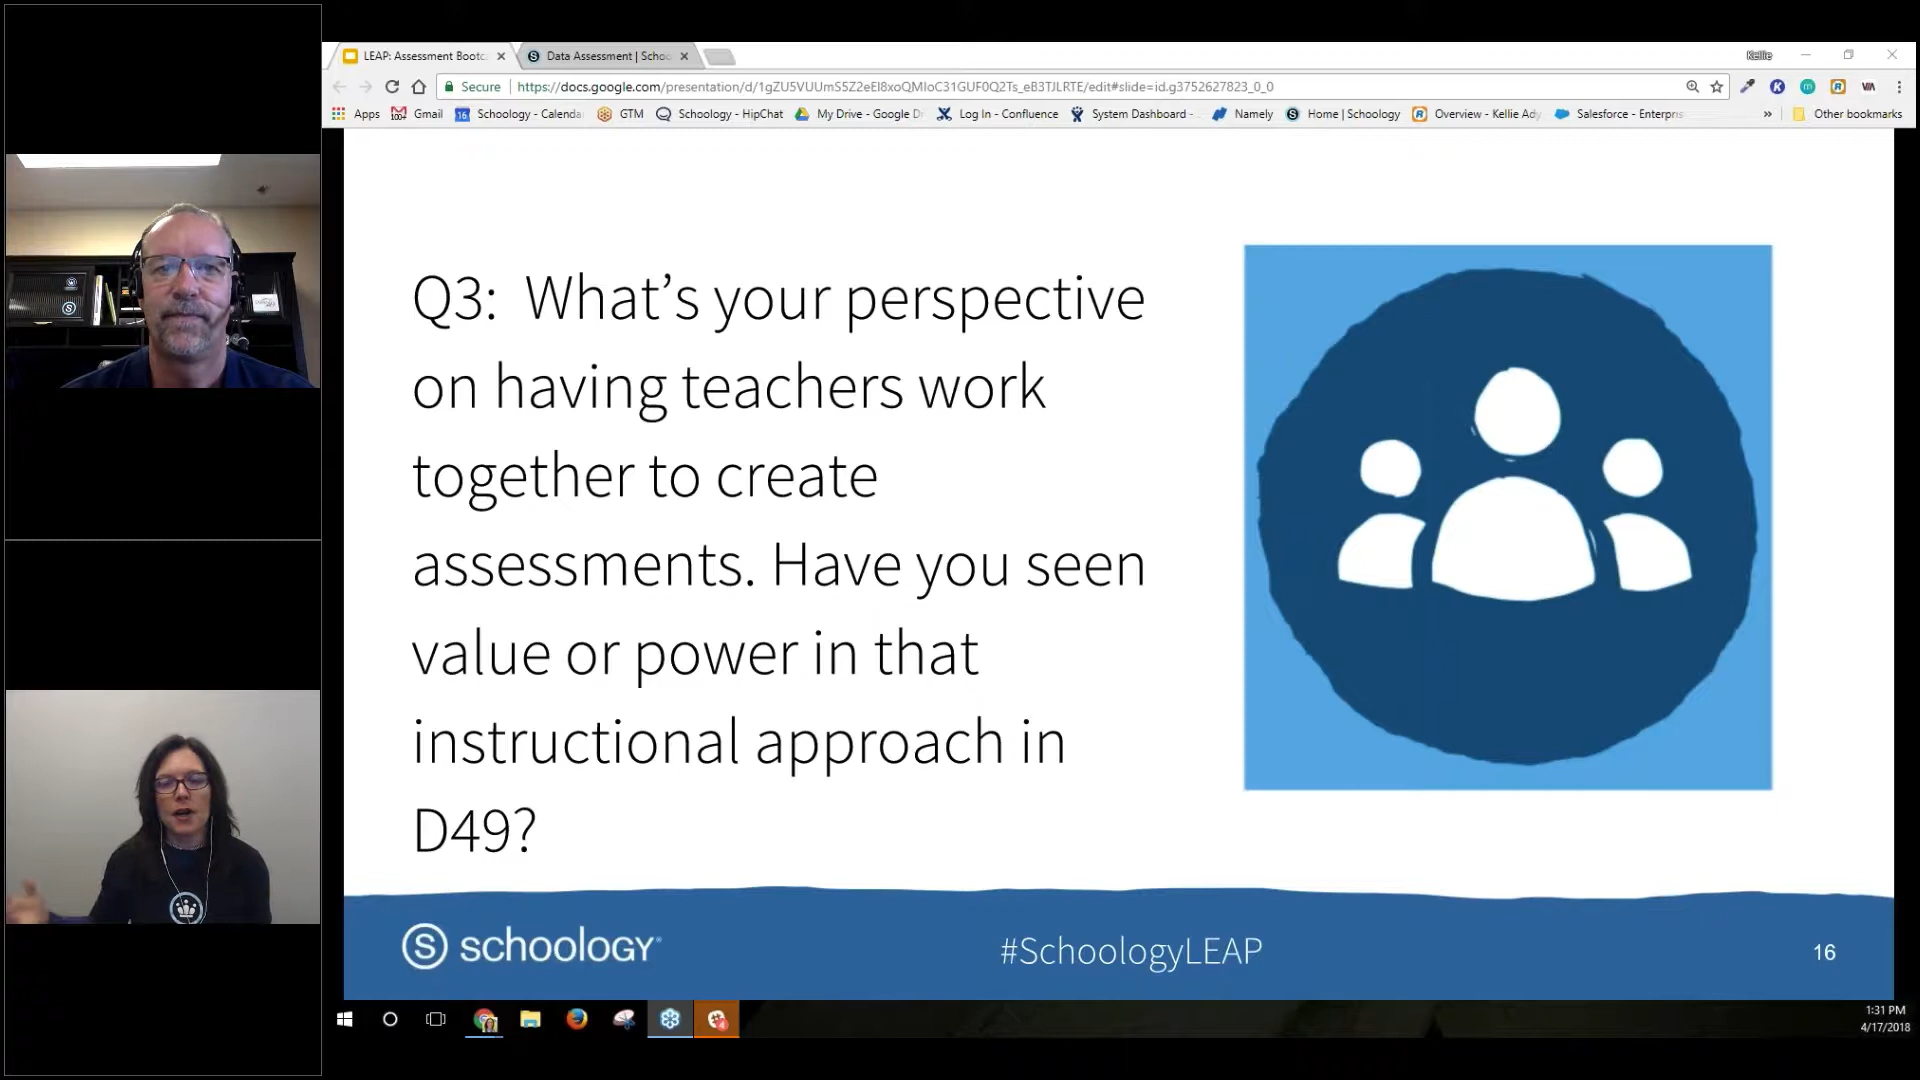 LEAP: Assessment Bootc
Data Assessment | Schoo
Kellie
Secure
https://docs.google.com/presentation/d/1gZU5VUUmS5Z2eEl8xoQMIoC31GUF0Q2Ts_eB3TJLRTE/edit#slide=id.g3752627823_0_0
Apps
Gmail
Schoology - Calenda
GTM
Schoology - HipChat
My Drive - Google D
Log In - Confluence
System Dashboard -
Namely
Home | Schoology
Overview - Kellie Ady
Salesforce - Enterpris
»
Other bookmarks
Q3: What's your perspective
on having teachers work
together to create
assessments. Have you seen
value or power in that
instructional approach in
D49?
S schoology
#SchoologyLEAP
16
1:31 PM
4/17/2018